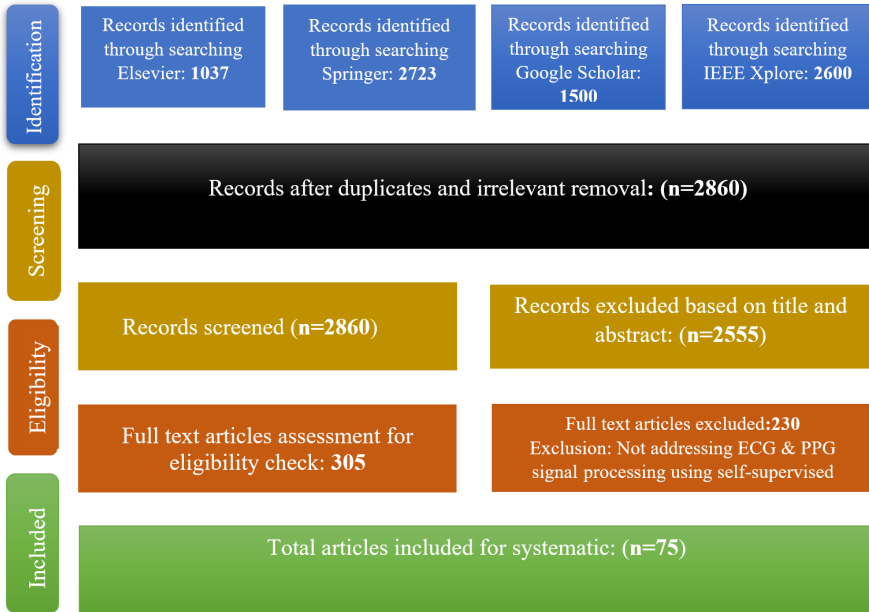 Identification
Records identified
through searching
Elsevier: 1037
Records identified
through searching
Springer: 2723
Records identified
through searching
Google Scholar:
1500
Records identified
through searching
IEEE Xplore: 2600
Records after duplicates and irrelevant removal: (n=2860)
Screening
Records screened (n=2860)
Records excluded based on title and
abstract: (n=2555)
Eligibility
Full text articles assessment for
eligibility check: 305
Full text articles excluded:230
Exclusion: Not addressing ECG & PPG
signal processing using self-supervised
Included
Total articles included for systematic: (n=75)